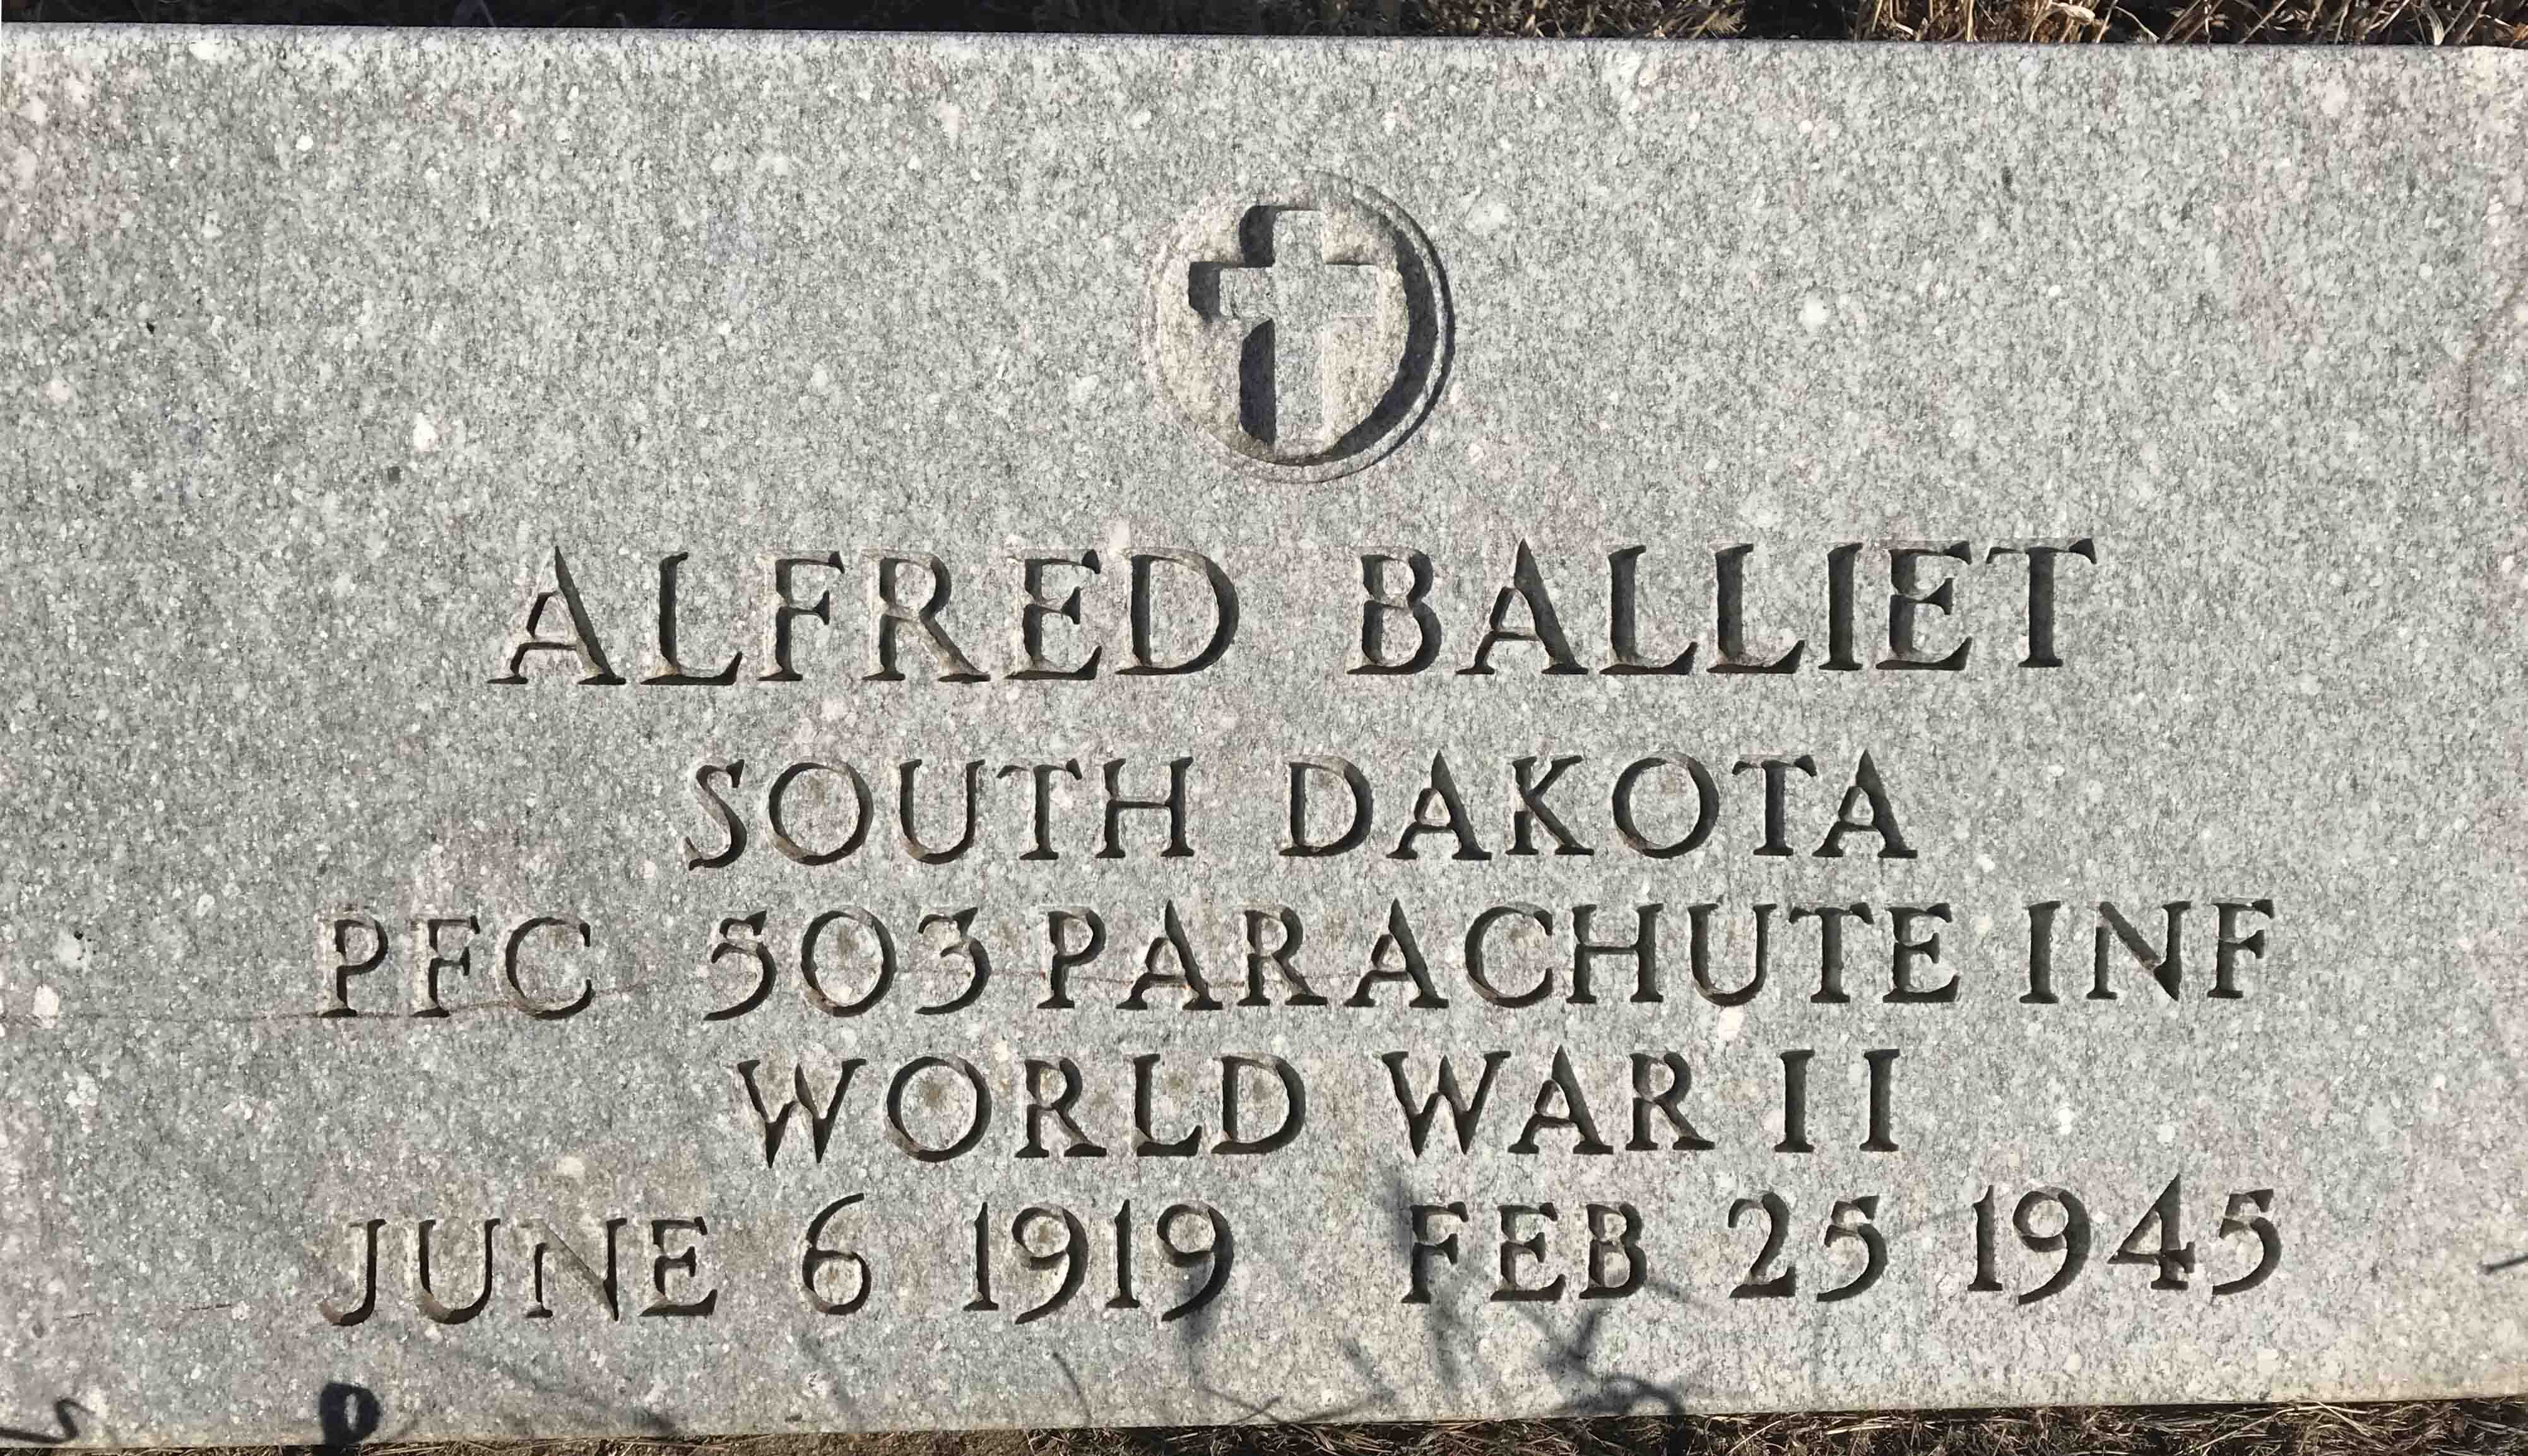 ALFRED BALLIET
SOUTH DAKOTA
PFC 503 PARACHUTE INF
WORLD WAR II
JUNE 6 1919 FEB 25 1945